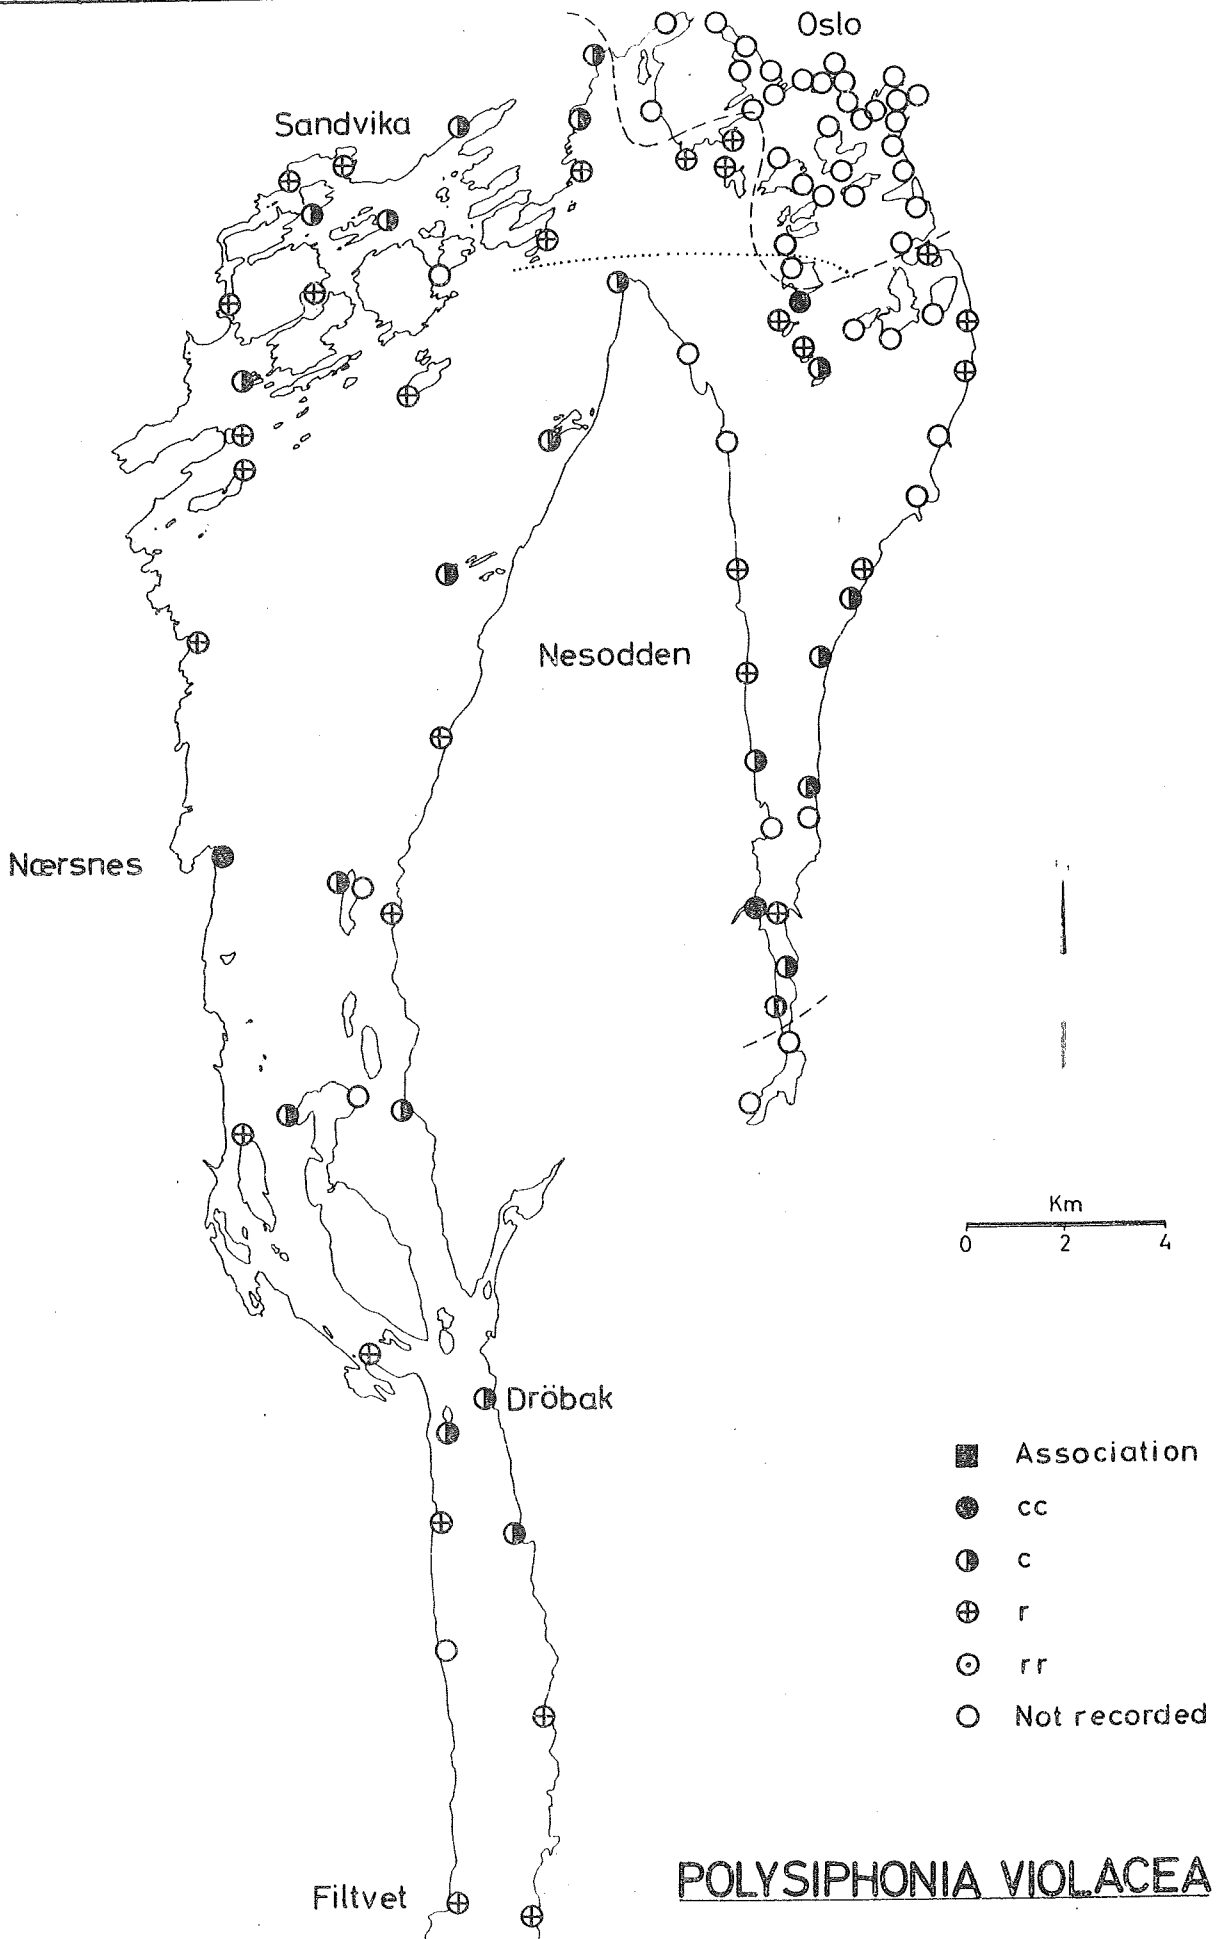 Oslo
Sandvika
Nesodden
Nærsnes
Km
0 2 4
Dröbak
Association
cc
c
r
rr
Not recorded
Filtvet
POLYSIPHONIA VIOLACEA